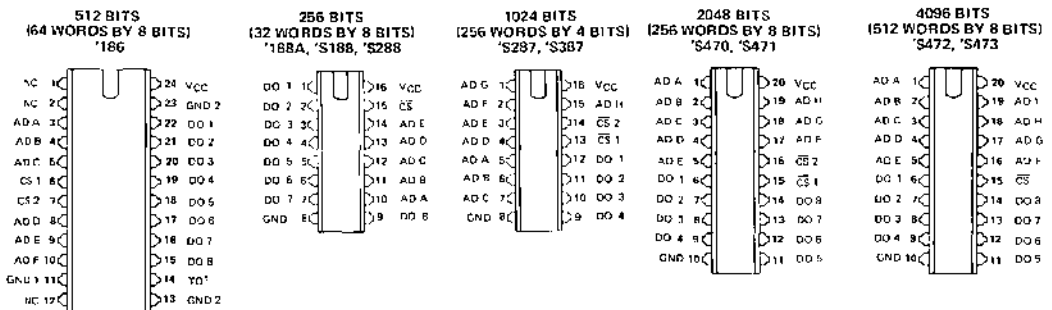 512 BITS
(64 WORDS BY 8 BITS)
'186
NC 1 24 VCC
NC 2 23 GND 2
AD A 3 22 DO 1
AD B 4 21 DO 2
AD C 5 20 DO 3
CS 1 6 19 DO 4
CS 2 7 18 DO 5
AD D 8 17 DO 6
AD E 9 16 DO 7
AD F 10 15 DO 8
GND 1 11 14
NC 12 13 GND 2
256 BITS
(32 WORDS BY 8 BITS)
'188A, 'S188, 'S288
DO 1 1 16 VCC
DO 2 2 15 CS
DO 3 3 14 AD E
DO 4 4 13 AD D
DO 5 5 12 AD C
DO 6 6 11 AD B
DO 7 7 10 AD A
GND 8 9 DO 8
1024 BITS
(256 WORDS BY 4 BITS)
'S287, 'S387
AD G 1 16 VCC
AD F 2 15 AD H
AD E 3 14 CS 2
AD D 4 13 CS 1
AD A 5 12 DO 1
AD B 6 11 DO 2
AD C 7 10 DO 3
GND 8 9 DO 4
2048 BITS
(256 WORDS BY 8 BITS)
'S470, 'S471
AD A 1 20 VCC
AD B 2 19 AD H
AD C 3 18 AD G
AD D 4 17 AD F
AD E 5 16 CS 2
DO 1 6 15 CS 1
DO 2 7 14 DO 8
DO 3 8 13 DO 7
DO 4 9 12 DO 6
GND 10 11 DO 5
4096 BITS
(512 WORDS BY 8 BITS)
'S472, 'S473
AD A 1 20 VCC
AD B 2 19 AD I
AD C 3 18 AD H
AD D 4 17 AD G
AD E 5 16 AD F
DO 1 6 15 CS
DO 2 7 14 DO 8
DO 3 8 13 DO 7
DO 4 9 12 DO 6
GND 10 11 DO 5